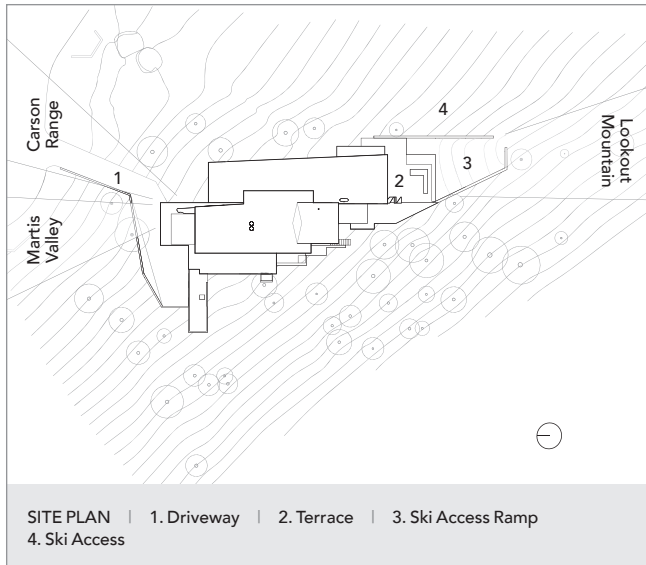 4
Carson
Range
Lookout
Mountain
1
2
3
Martis
Valley
SITE PLAN | 1. Driveway | 2. Terrace | 3. Ski Access Ramp
4. Ski Access